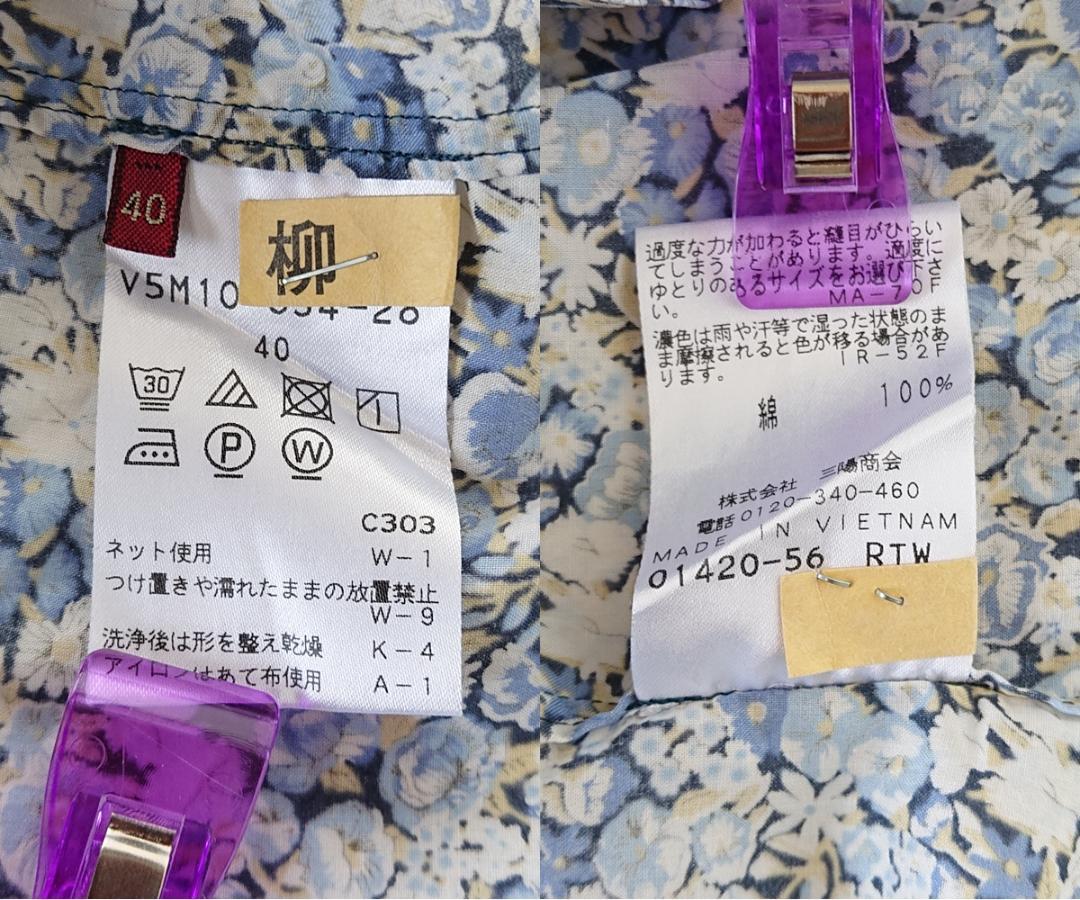 40
柳
V5M10
34-28
40
30
P
W
C303
ネット使用 W-1
つけ置きや濡れたままの放置禁止
W-9
洗浄後は形を整え乾燥 K-4
アイロンはあて布使用 A-1
過度な力が加わると縫目がひらい
てしまうことがあります。適度に
ゆとりのあるサイズをお選び下さ
い。 MA-70F
濃色は雨や汗等で湿った状態のま
ま摩擦されると色が移る場合があ
ります。 IR-52F
綿 100%
株式会社 三陽商会
電話0120-340-460
MADE IN VIETNAM
01420-56 RTW